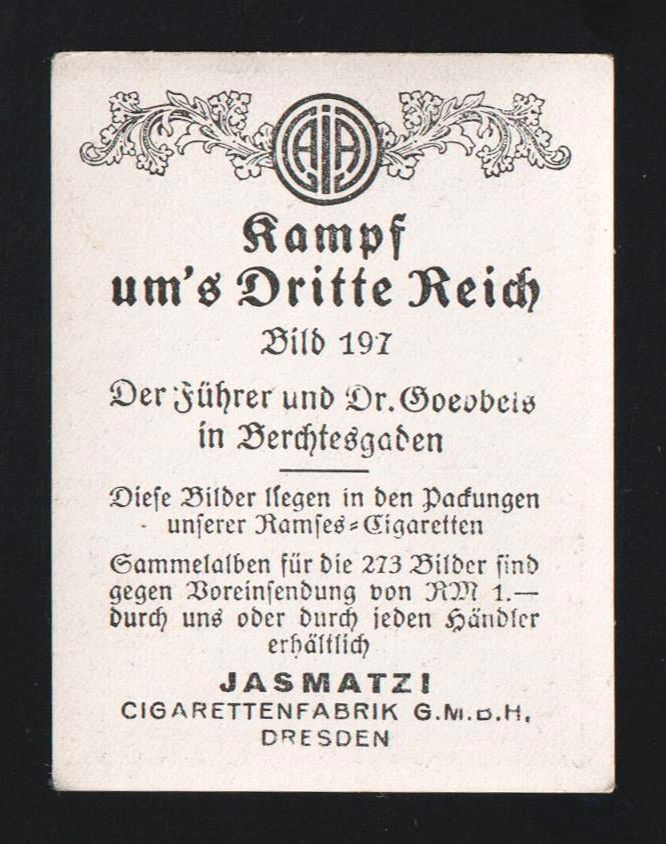 Kampf
um's Dritte Reich
Bild 197
Der Führer und Dr. Goebbels
in Berchtesgaden
Diese Bilder liegen in den Packungen
unserer Ramses=Cigaretten
Sammelalben für die 273 Bilder sind
gegen Voreinsendung von RM 1.—
durch uns oder durch jeden Händler
erhältlich
JASMATZI
CIGARETTENFABRIK G.M.B.H,
DRESDEN